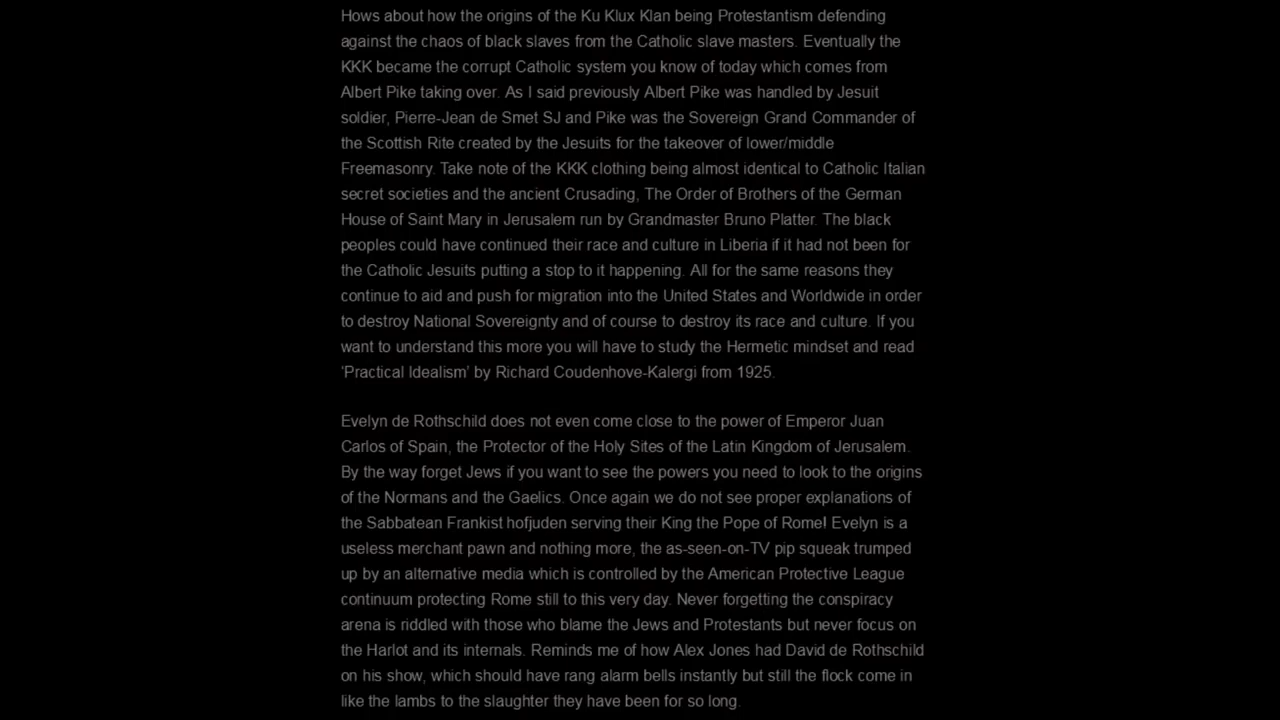 Hows about how the origins of the Ku Klux Klan being Protestantism defending
against the chaos of black slaves from the Catholic slave masters. Eventually the
KKK became the corrupt Catholic system you know of today which comes from
Albert Pike taking over. As I said previously Albert Pike was handled by Jesuit
soldier, Pierre-Jean de Smet SJ and Pike was the Sovereign Grand Commander of
the Scottish Rite created by the Jesuits for the takeover of lower/middle
Freemasonry. Take note of the KKK clothing being almost identical to Catholic Italian
secret societies and the ancient Crusading, The Order of Brothers of the German
House of Saint Mary in Jerusalem run by Grandmaster Bruno Platter. The black
peoples could have continued their race and culture in Liberia if it had not been for
the Catholic Jesuits putting a stop to it happening. All for the same reasons they
continue to aid and push for migration into the United States and Worldwide in order
to destroy National Sovereignty and of course to destroy its race and culture. If you
want to understand this more you will have to study the Hermetic mindset and read
'Practical Idealism' by Richard Coudenhove-Kalergi from 1925.
Evelyn de Rothschild does not even come close to the power of Emperor Juan
Carlos of Spain, the Protector of the Holy Sites of the Latin Kingdom of Jerusalem.
By the way forget Jews if you want to see the powers you need to look to the origins
of the Normans and the Gaelics. Once again we do not see proper explanations of
the Sabbatean Frankist hofjuden serving their King the Pope of Rome! Evelyn is a
useless merchant pawn and nothing more, the as-seen-on-TV pip squeak trumped
up by an alternative media which is controlled by the American Protective League
continuum protecting Rome still to this very day. Never forgetting the conspiracy
arena is riddled with those who blame the Jews and Protestants but never focus on
the Harlot and its internals. Reminds me of how Alex Jones had David de Rothschild
on his show, which should have rang alarm bells instantly but still the flock come in
like the lambs to the slaughter they have been for so long.